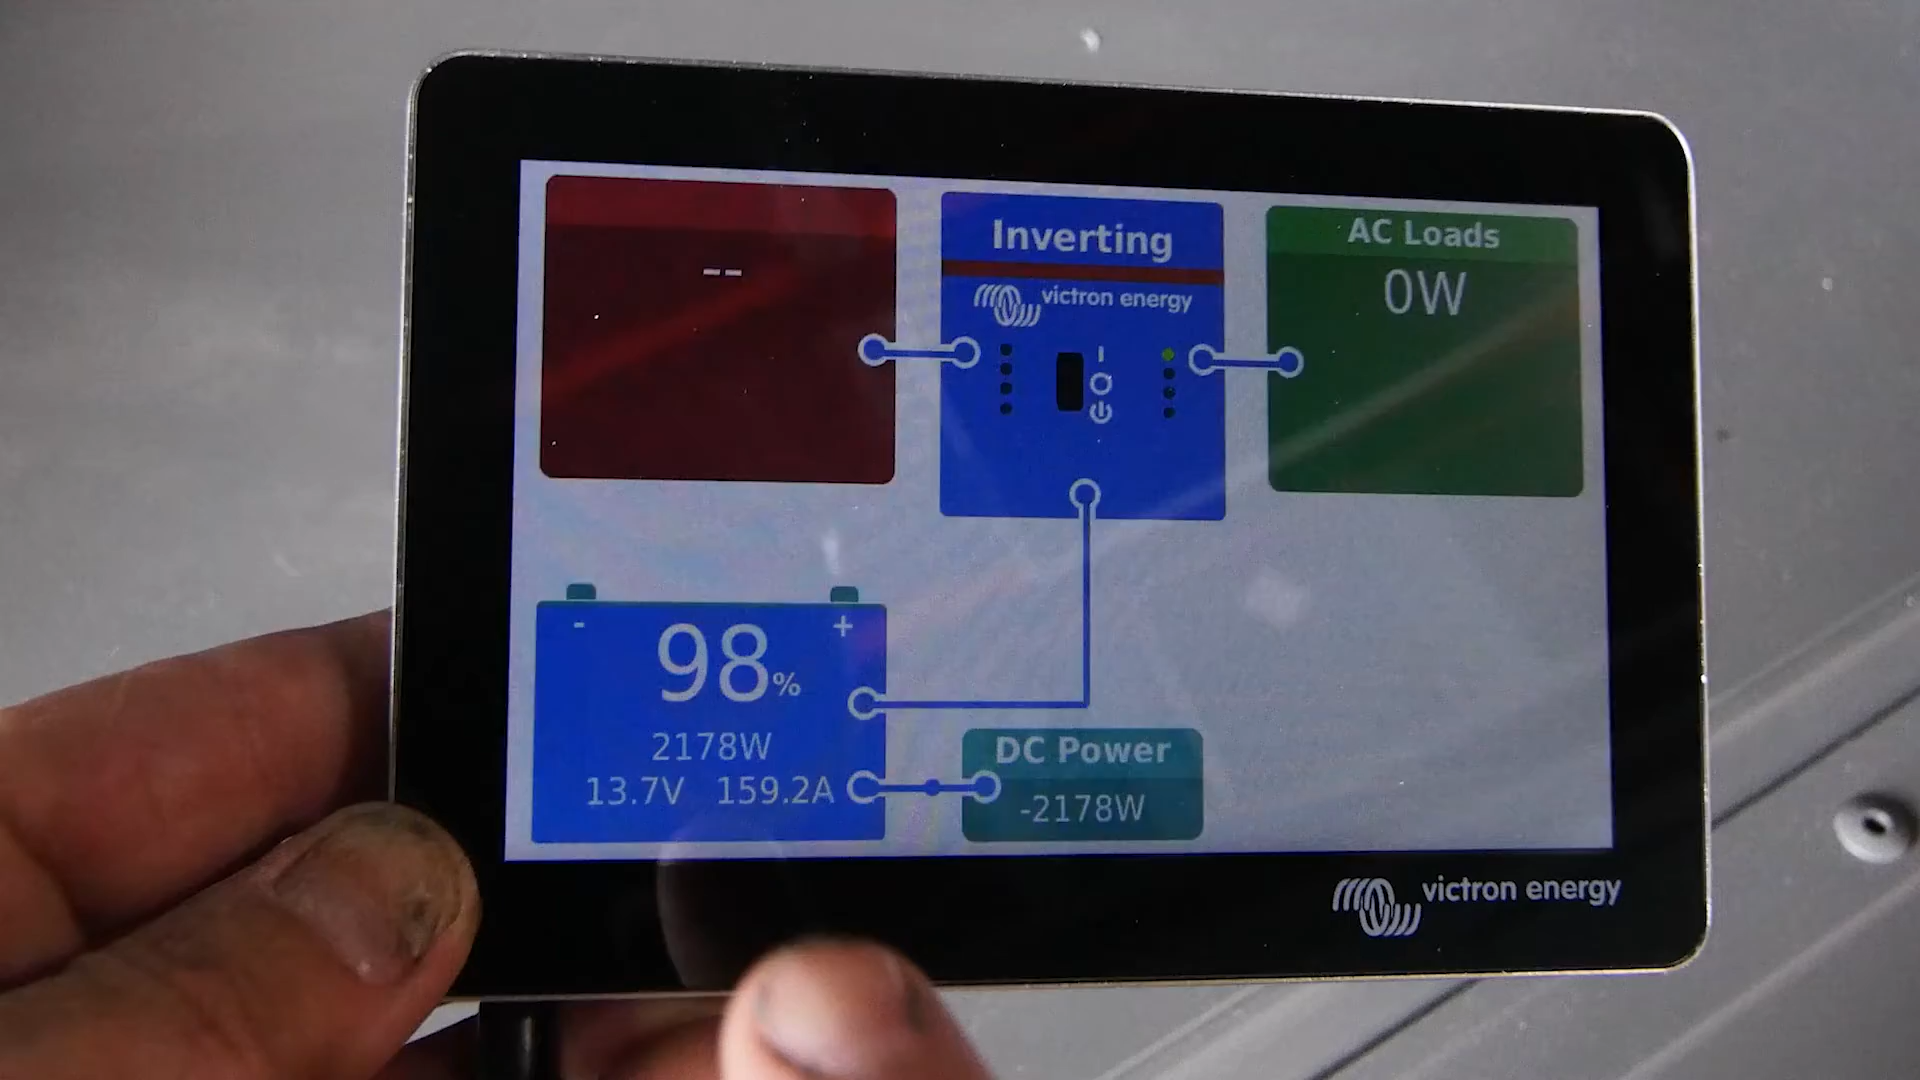 --
Inverting
victron energy
AC Loads
0W
- +
98%
2178W
13.7V 159.2A
DC Power
-2178W
victron energy